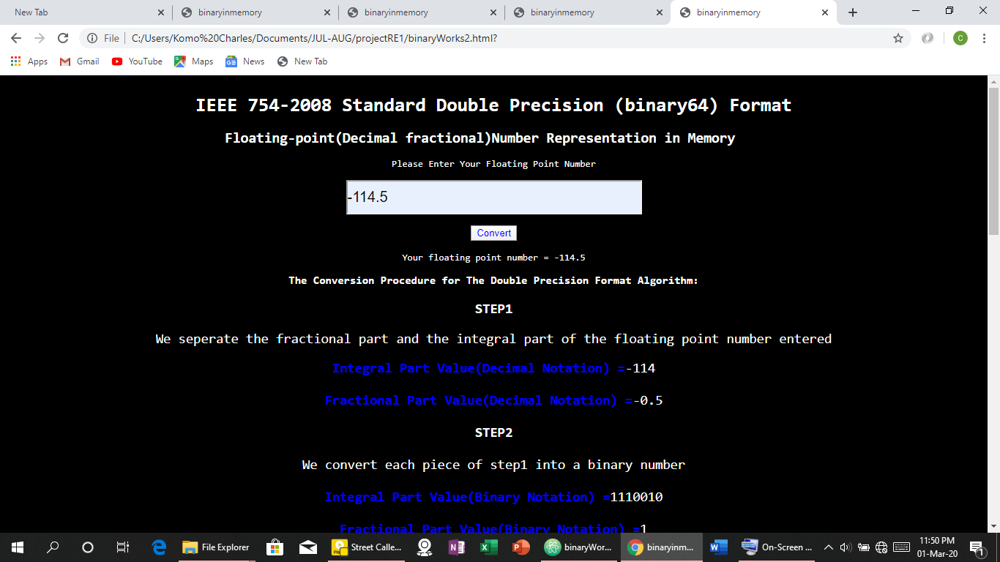 New Tab
binaryinmemory
binaryinmemory
binaryinmemory
binaryinmemory
File
C:/Users/Komo%20Charles/Documents/JUL-AUG/projectRE1/binaryWorks2.html?
C
Apps
Gmail
YouTube
Maps
News
New Tab
IEEE 754-2008 Standard Double Precision (binary64) Format
Floating-point(Decimal fractional)Number Representation in Memory
Please Enter Your Floating Point Number
-114.5
Convert
Your floating point number = -114.5
The Conversion Procedure for The Double Precision Format Algorithm:
STEP1
We seperate the fractional part and the integral part of the floating point number entered
Integral Part Value(Decimal Notation) =-114
Fractional Part Value(Decimal Notation) =-0.5
STEP2
We convert each piece of step1 into a binary number
Integral Part Value(Binary Notation) =1110010
Fractional Part Value(Binary Notation) =1
File Explorer
Street Calle...
binaryWor...
binaryinm...
On-Screen ...
11:50 PM
01-Mar-20
1